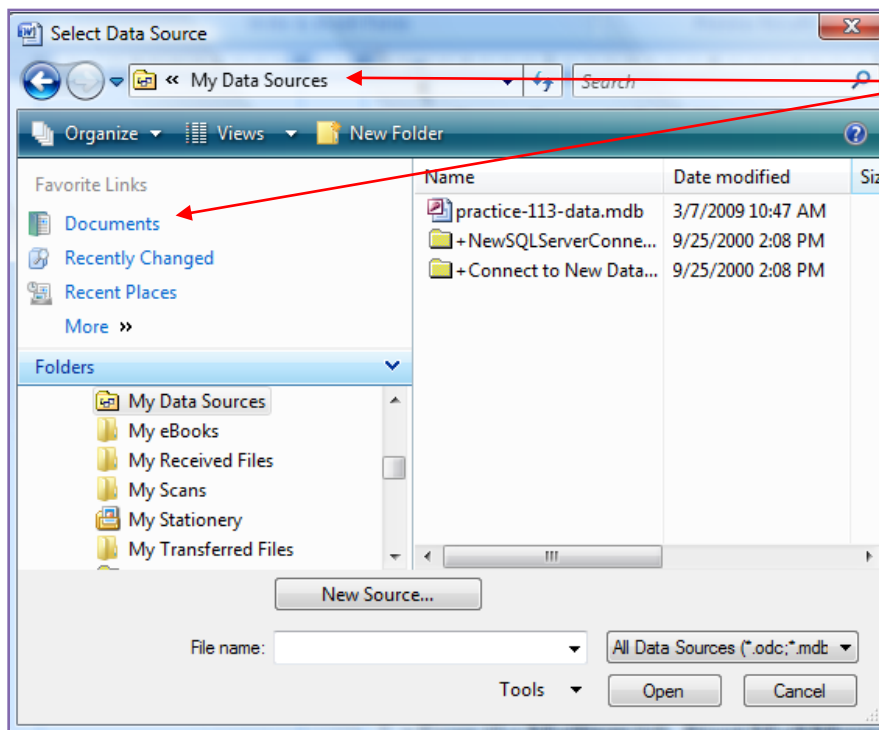 Select Data Source
« My Data Sources
Search
Organize Views New Folder
Favorite Links
Documents
Recently Changed
Recent Places
More »
Folders
My Data Sources
My eBooks
My Received Files
My Scans
My Stationery
My Transferred Files
Name Date modified Siz
practice-113-data.mdb 3/7/2009 10:47 AM
+NewSQLServerConne... 9/25/2000 2:08 PM
+Connect to New Data... 9/25/2000 2:08 PM
New Source...
File name: All Data Sources (*.odc;*.mdb
Tools Open Cancel